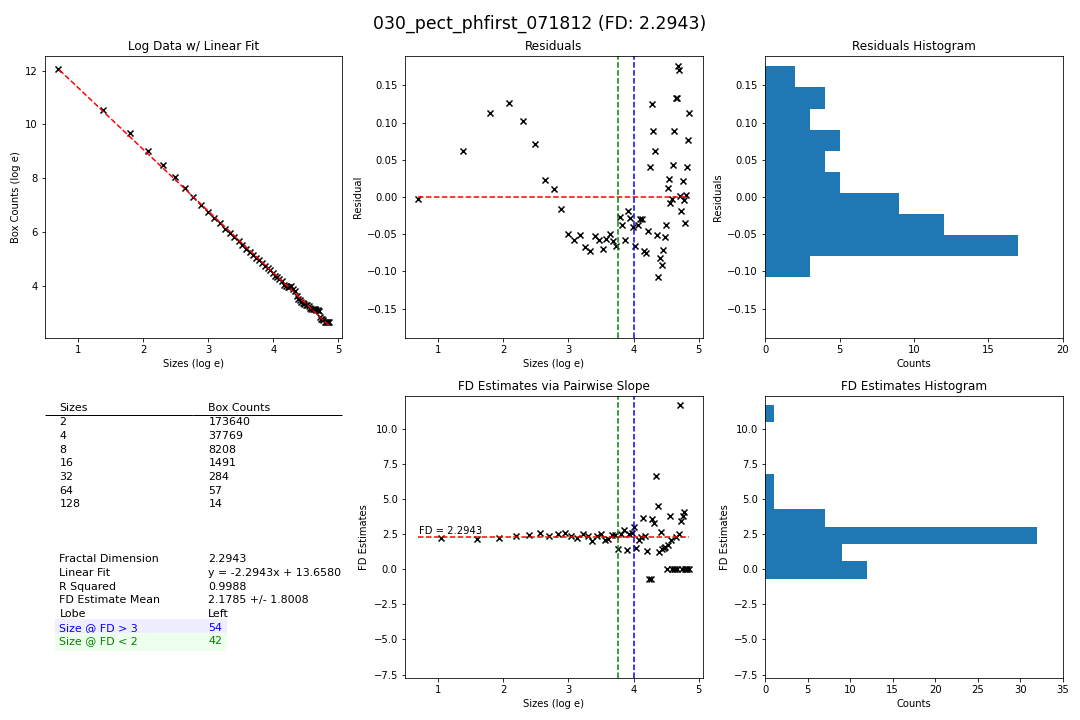 030_pect_phfirst_071812 (FD: 2.2943)
Log Data w/ Linear Fit
Box Counts (log e)
12
10
8
6
4
1 2 3 4 5
Sizes (log e)
Residuals
Residual
0.15
0.10
0.05
0.00
−0.05
−0.10
−0.15
1 2 3 4 5
Sizes (log e)
Residuals Histogram
Residuals
0.15
0.10
0.05
0.00
−0.05
−0.10
−0.15
0 5 10 15 20
Counts
Sizes Box Counts
2 173640
4 37769
8 8208
16 1491
32 284
64 57
128 14
Fractal Dimension 2.2943
Linear Fit y = -2.2943x + 13.6580
R Squared 0.9988
FD Estimate Mean 2.1785 +/- 1.8008
Lobe Left
Size @ FD > 3 54
Size @ FD < 2 42
FD Estimates via Pairwise Slope
FD Estimates
10.0
7.5
5.0
2.5
0.0
−2.5
−5.0
−7.5
FD = 2.2943
1 2 3 4 5
Sizes (log e)
FD Estimates Histogram
FD Estimates
10.0
7.5
5.0
2.5
0.0
−2.5
−5.0
−7.5
0 5 10 15 20 25 30 35
Counts